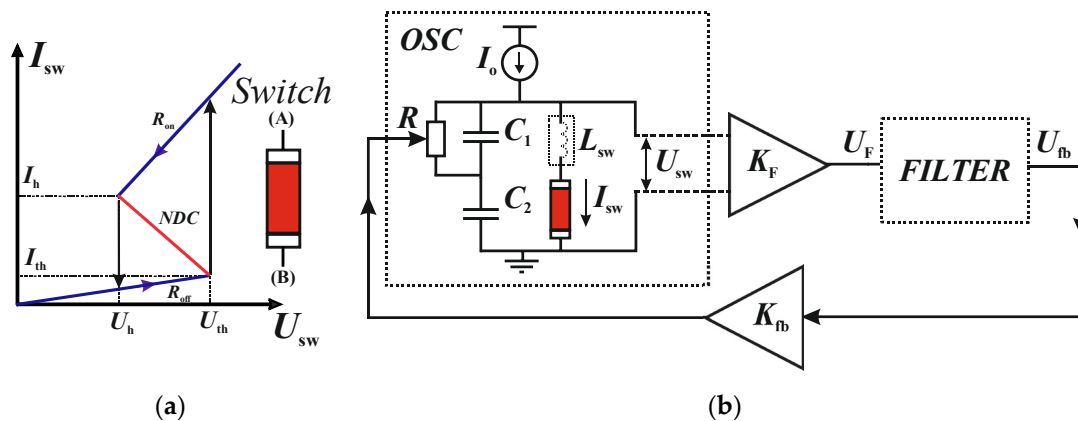 I_sw
Switch
(A)
R_on
I_h
NDC
I_th
(B)
R_off
U_h
U_th
U_sw
(a)
OSC
I_o
R
C_1
L_sw
C_2
I_sw
U_sw
K_F
U_F
FILTER
U_fb
K_fb
(b)